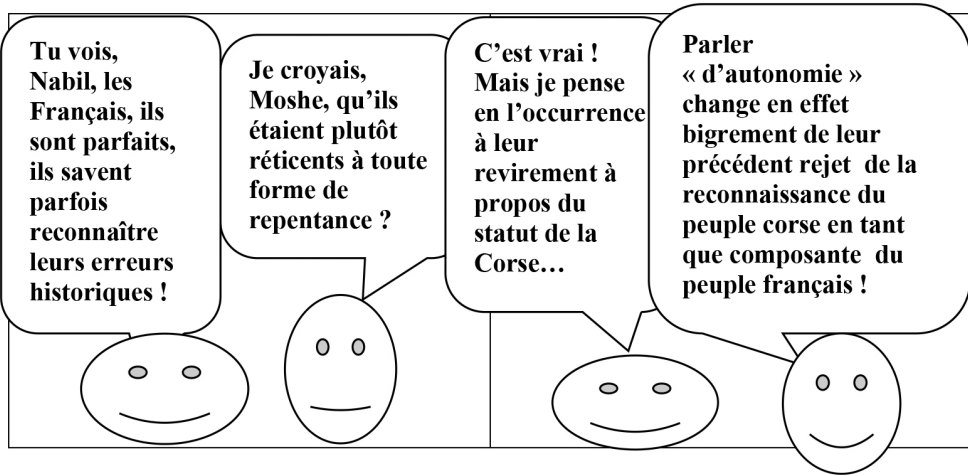 Tu vois,
Nabil, les
Français, ils
sont parfaits,
ils savent
parfois
reconnaître
leurs erreurs
historiques !
Je croyais,
Moshe, qu’ils
étaient plutôt
réticents à toute
forme de
repentance ?
C’est vrai !
Mais je pense
en l’occurrence
à leur
revirement à
propos du
statut de la
Corse…
Parler
« d’autonomie »
change en effet
bigrement de leur
précédent rejet de la
reconnaissance du
peuple corse en tant
que composante du
peuple français !